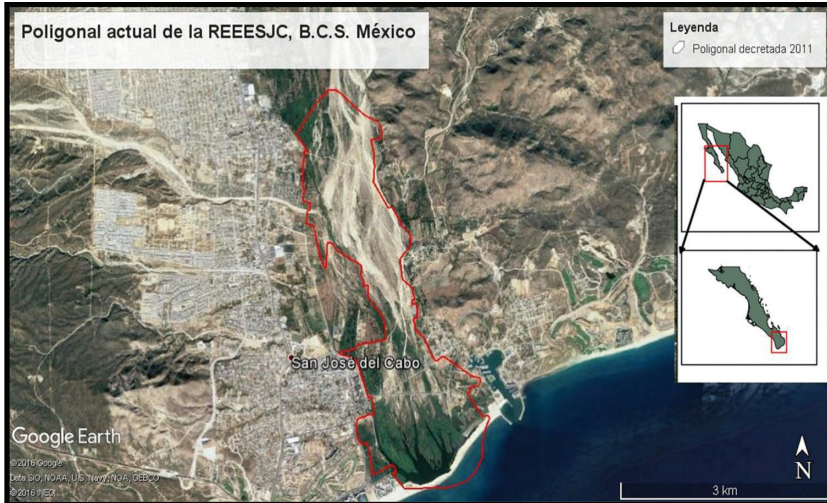 Poligonal actual de la REEESJC, B.C.S. México
Leyenda
Poligonal decretada 2011
San José del Cabo
Google Earth
©2016 Google
Data SIO, NOAA, U.S. Navy, NGA, GEBCO
©2016 INEGI
N
3 km